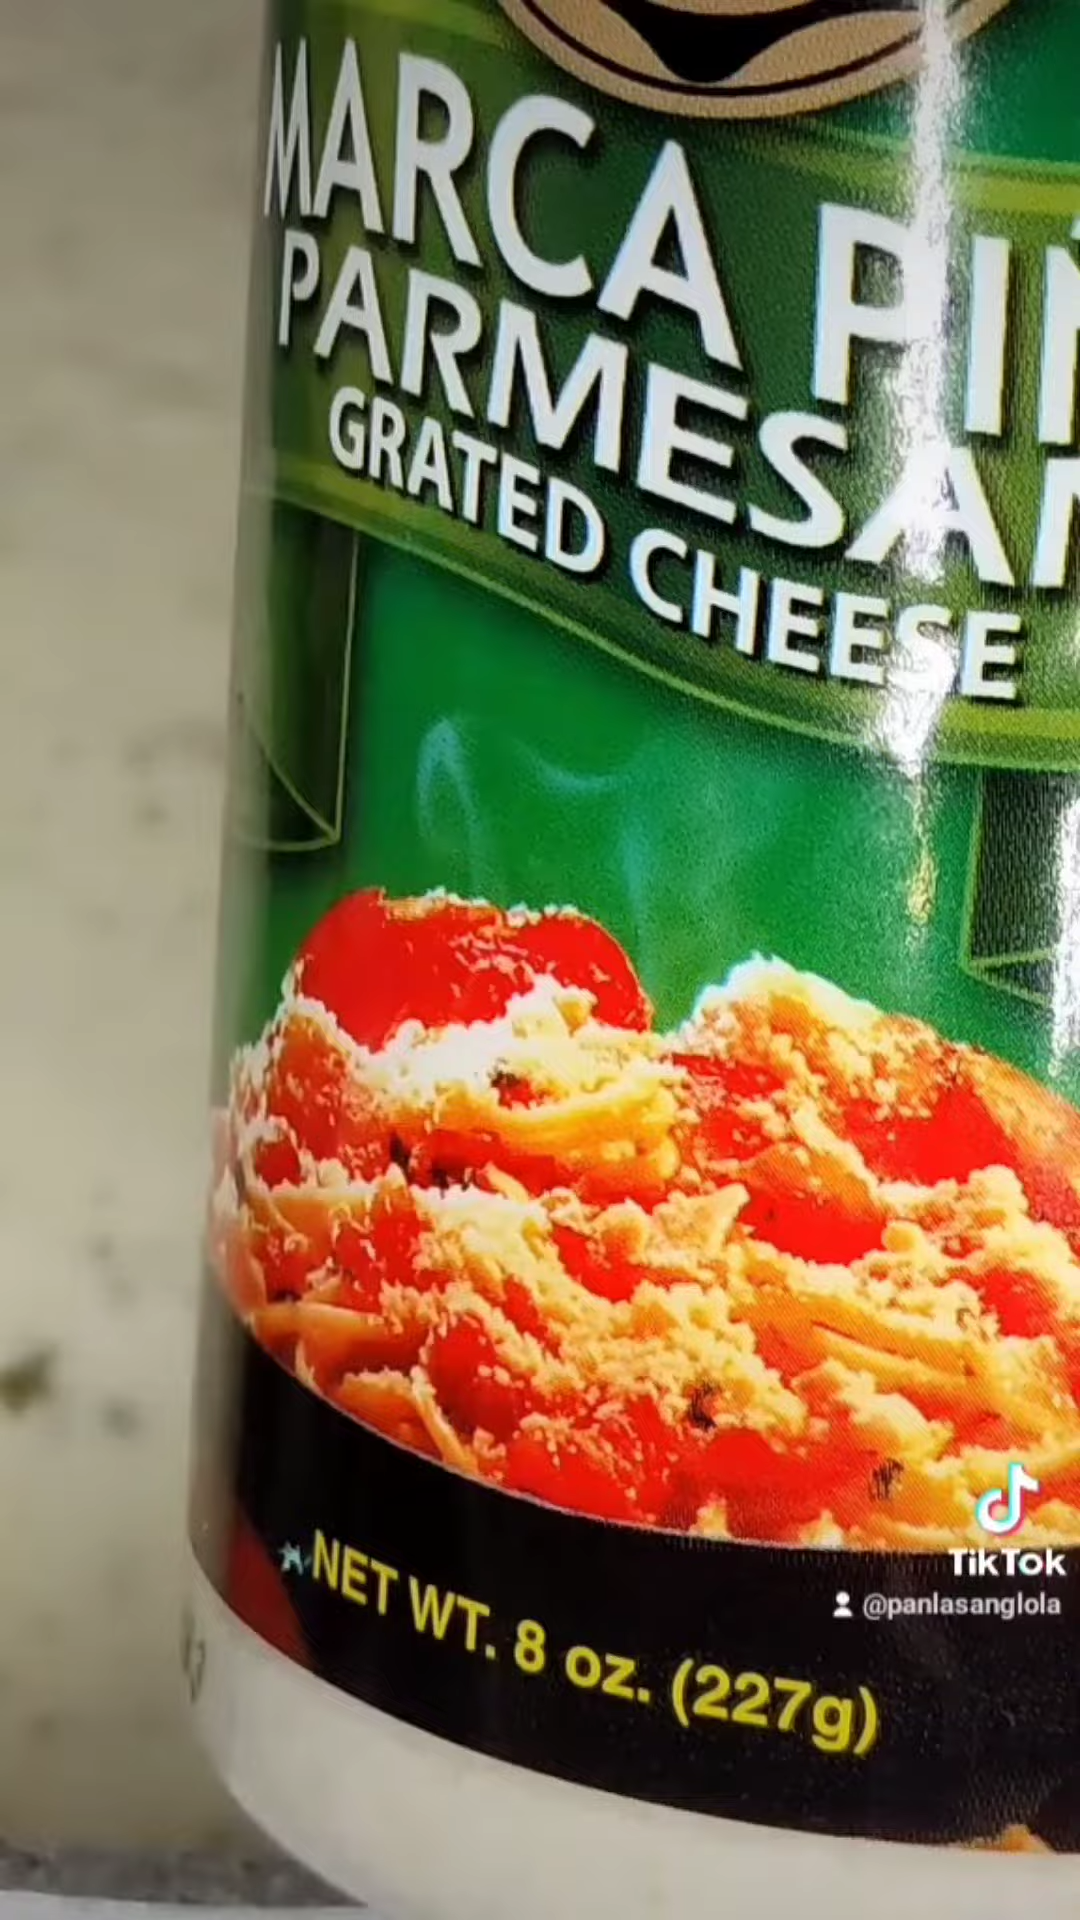 MARCA PIÑ
PARMESAN
GRATED CHEESE
NET WT. 8 oz. (227g)
TikTok
@panlasanglola